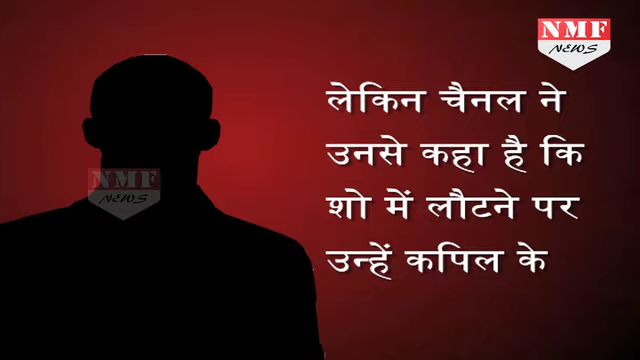 NMF
NEWS
लेकिन चैनल ने
उनसे कहा है कि
शो में लौटने पर
उन्हें कपिल के
NMF
NEWS